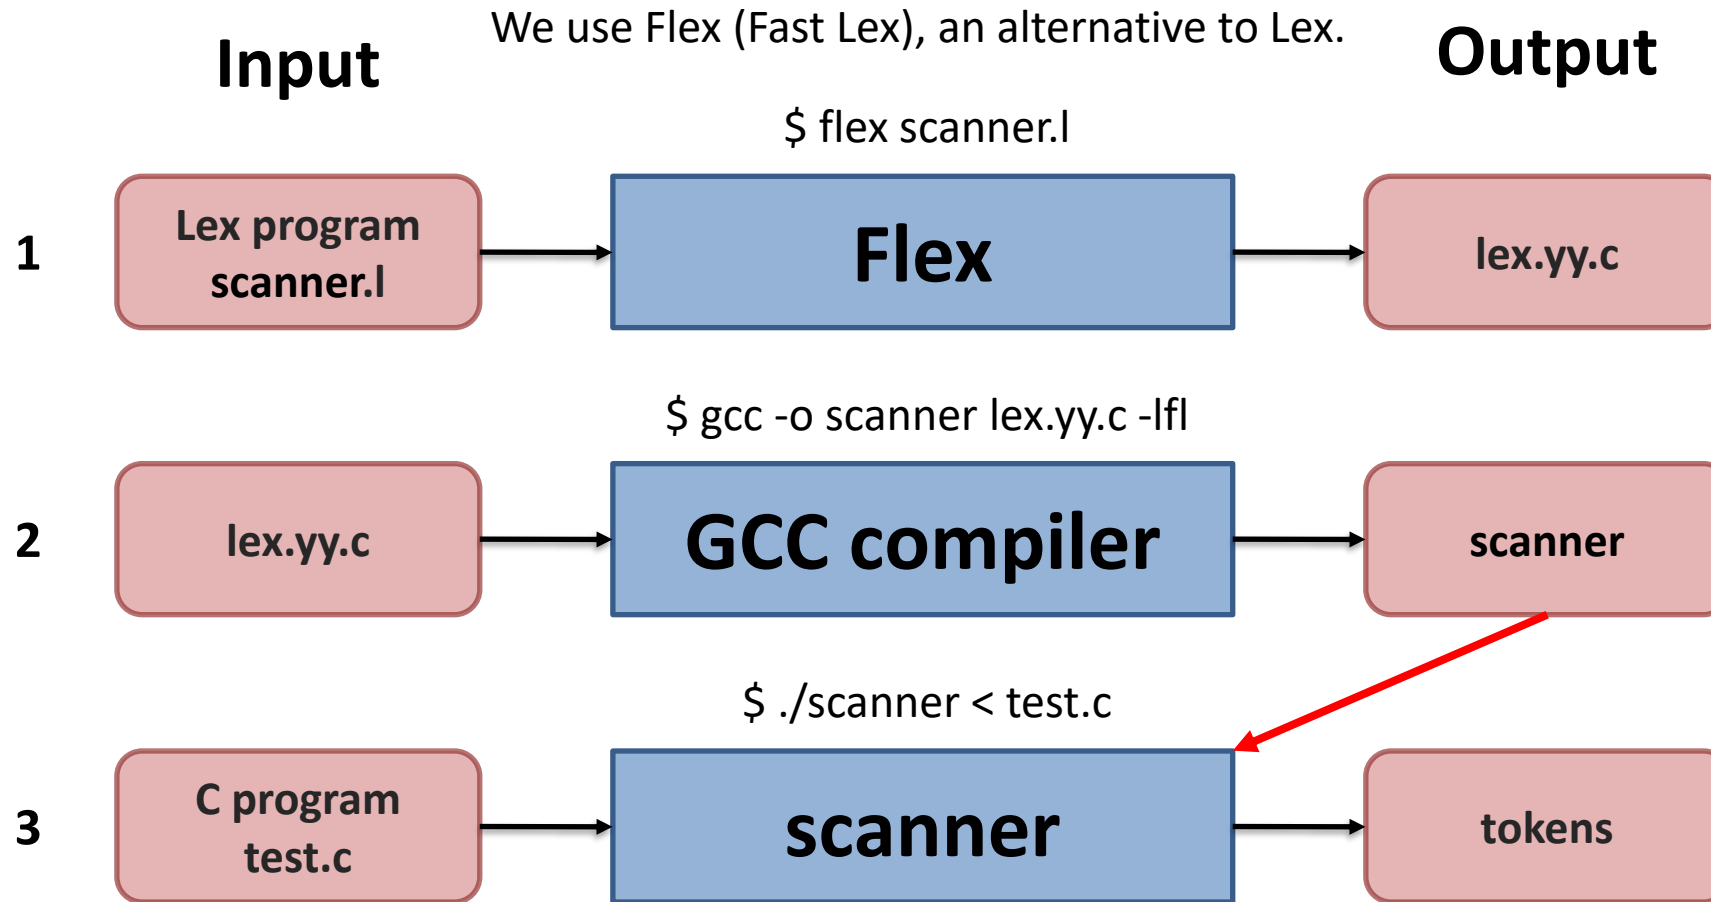 We use Flex (Fast Lex), an alternative to Lex.
Input
Output
$ flex scanner.l
1
Lex program
scanner.l
Flex
lex.yy.c
$ gcc -o scanner lex.yy.c -lfl
2
lex.yy.c
GCC compiler
scanner
$ ./scanner < test.c
3
C program
test.c
scanner
tokens